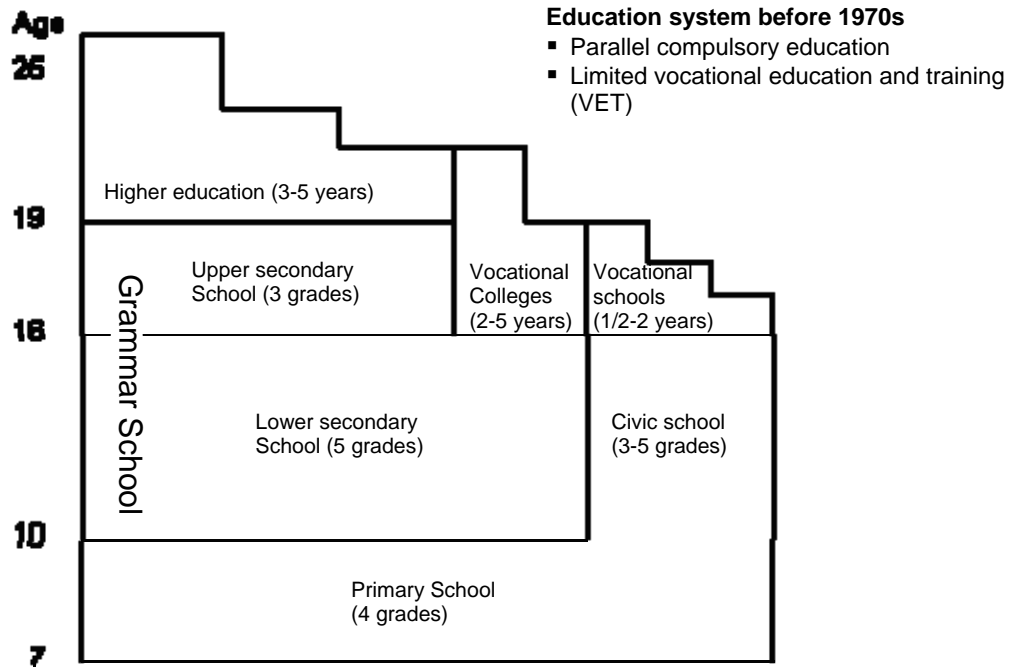 Age
Education system before 1970s
▪ Parallel compulsory education
▪ Limited vocational education and training
(VET)
25
Higher education (3-5 years)
19
Upper secondary
School (3 grades)
Vocational
Colleges
(2-5 years)
Vocational
schools
(1/2-2 years)
Grammar School
16
Lower secondary
School (5 grades)
Civic school
(3-5 grades)
10
Primary School
(4 grades)
7